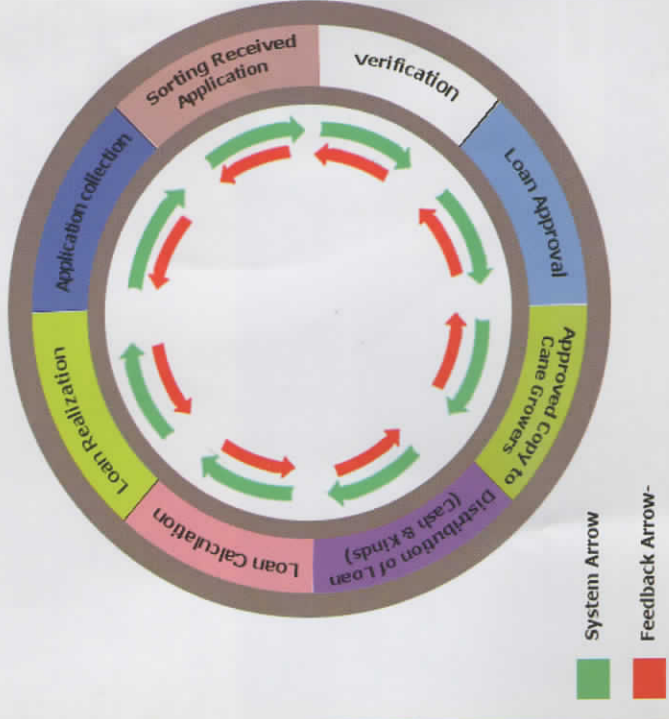 Application collection
Sorting Received
Application
Verification
Loan Approval
Approved Copy to
Cane Growers
Distribution of Loan
(Cash & Kinds)
Loan Calculation
Loan Realization
System Arrow
Feedback Arrow-